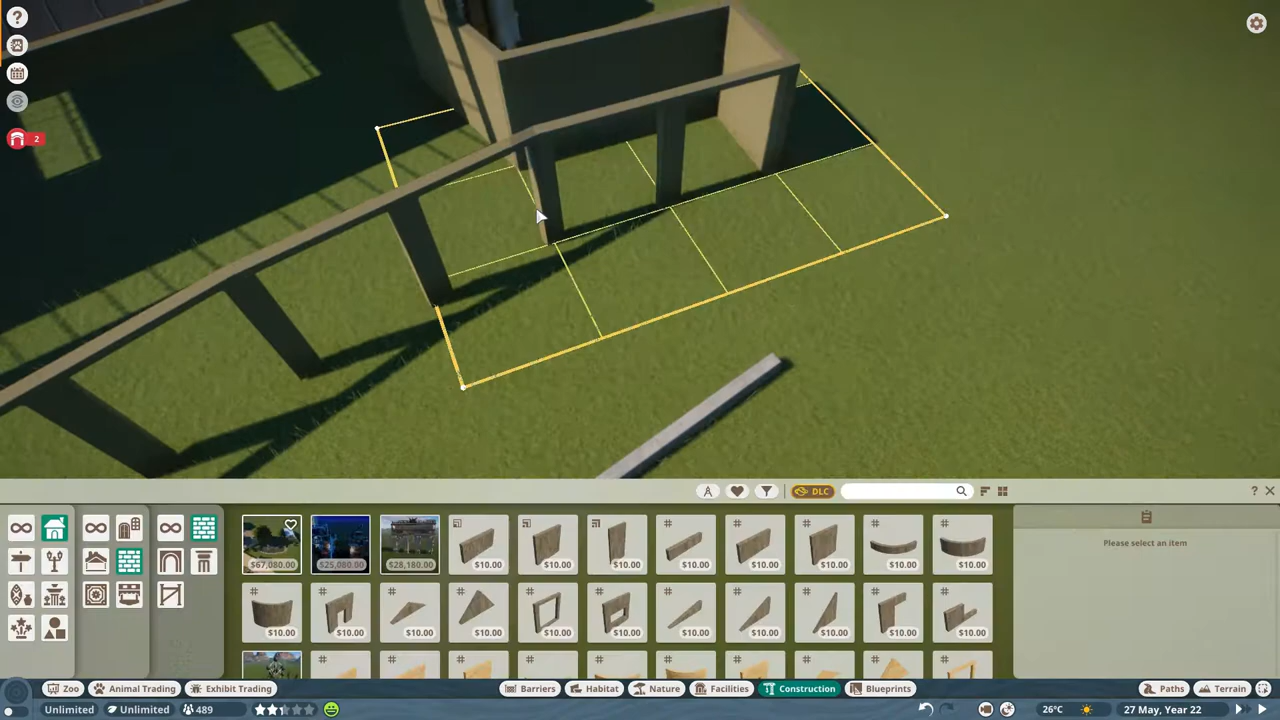 ?
2
DLC
?
$67,080.00
$25,080.00
$28,180.00
$10.00
$10.00
$10.00
$10.00
$10.00
$10.00
$10.00
$10.00
Please select an item
$10.00
$10.00
$10.00
$10.00
$10.00
$10.00
$10.00
$10.00
$10.00
$10.00
$10.00
Zoo
Animal Trading
Exhibit Trading
Barriers
Habitat
Nature
Facilities
Construction
Blueprints
Paths
Terrain
Unlimited
Unlimited
489
26°C
27 May, Year 22